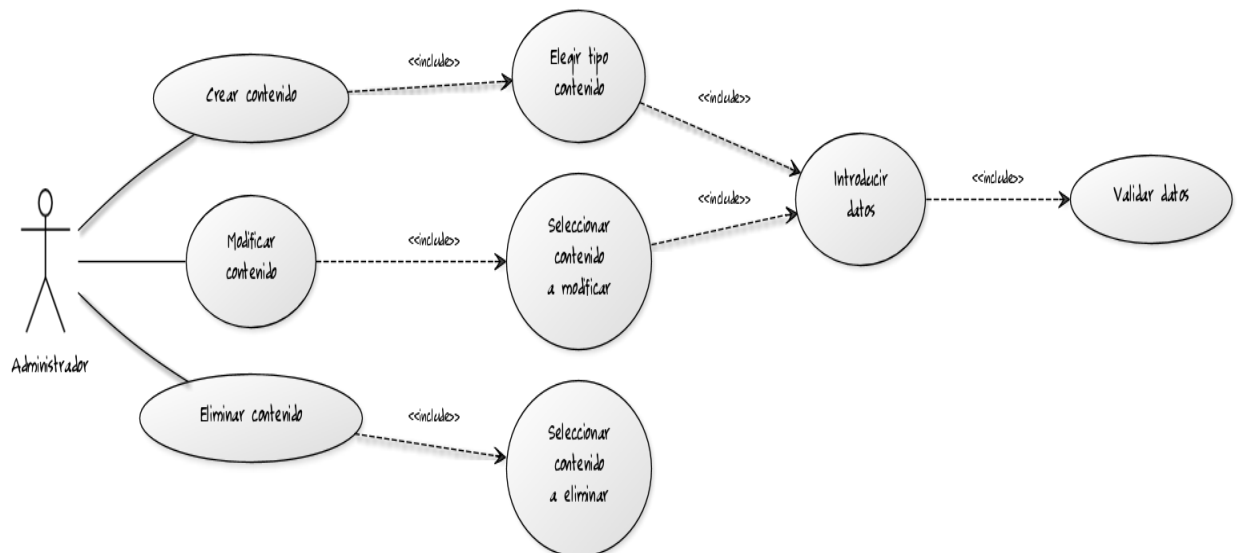 Crear contenido
<<include>>
Elegir tipo
contenido
<<include>>
Introducir
datos
<<include>>
Validar datos
Modificar
contenido
<<include>>
Seleccionar
contenido
a modificar
<<include>>
Administrador
Eliminar contenido
<<include>>
Seleccionar
contenido
a eliminar